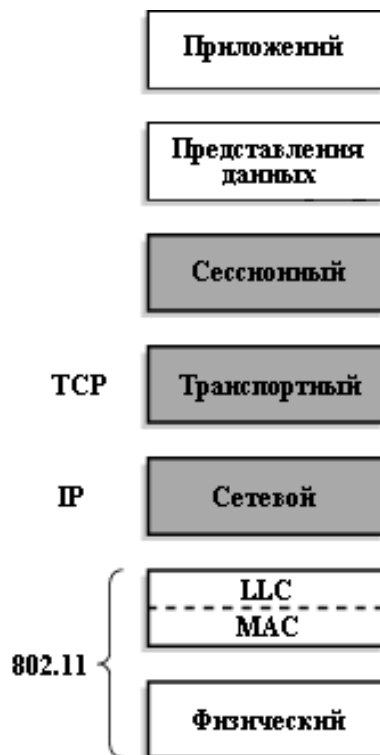 Приложений
Представления
данных
Сессионный
TCP
Транспортный
IP
Сетевой
LLC
MAC
802.11
Физический